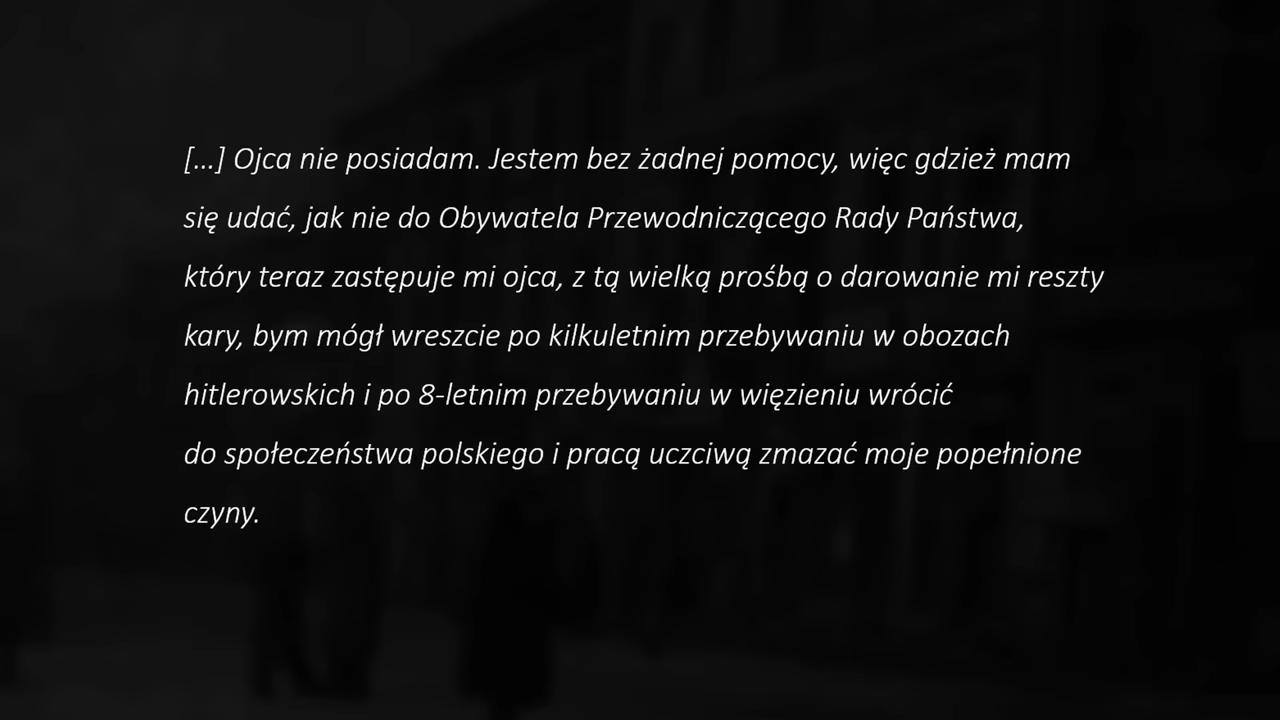 [...] Ojca nie posiadam. Jestem bez żadnej pomocy, więc gdzież mam
się udać, jak nie do Obywatela Przewodniczącego Rady Państwa,
który teraz zastępuje mi ojca, z tą wielką prośbą o darowanie mi reszty
kary, bym mógł wreszcie po kilkuletnim przebywaniu w obozach
hitlerowskich i po 8-letnim przebywaniu w więzieniu wrócić
do społeczeństwa polskiego i pracą uczciwą zmazać moje popełnione
czyny.